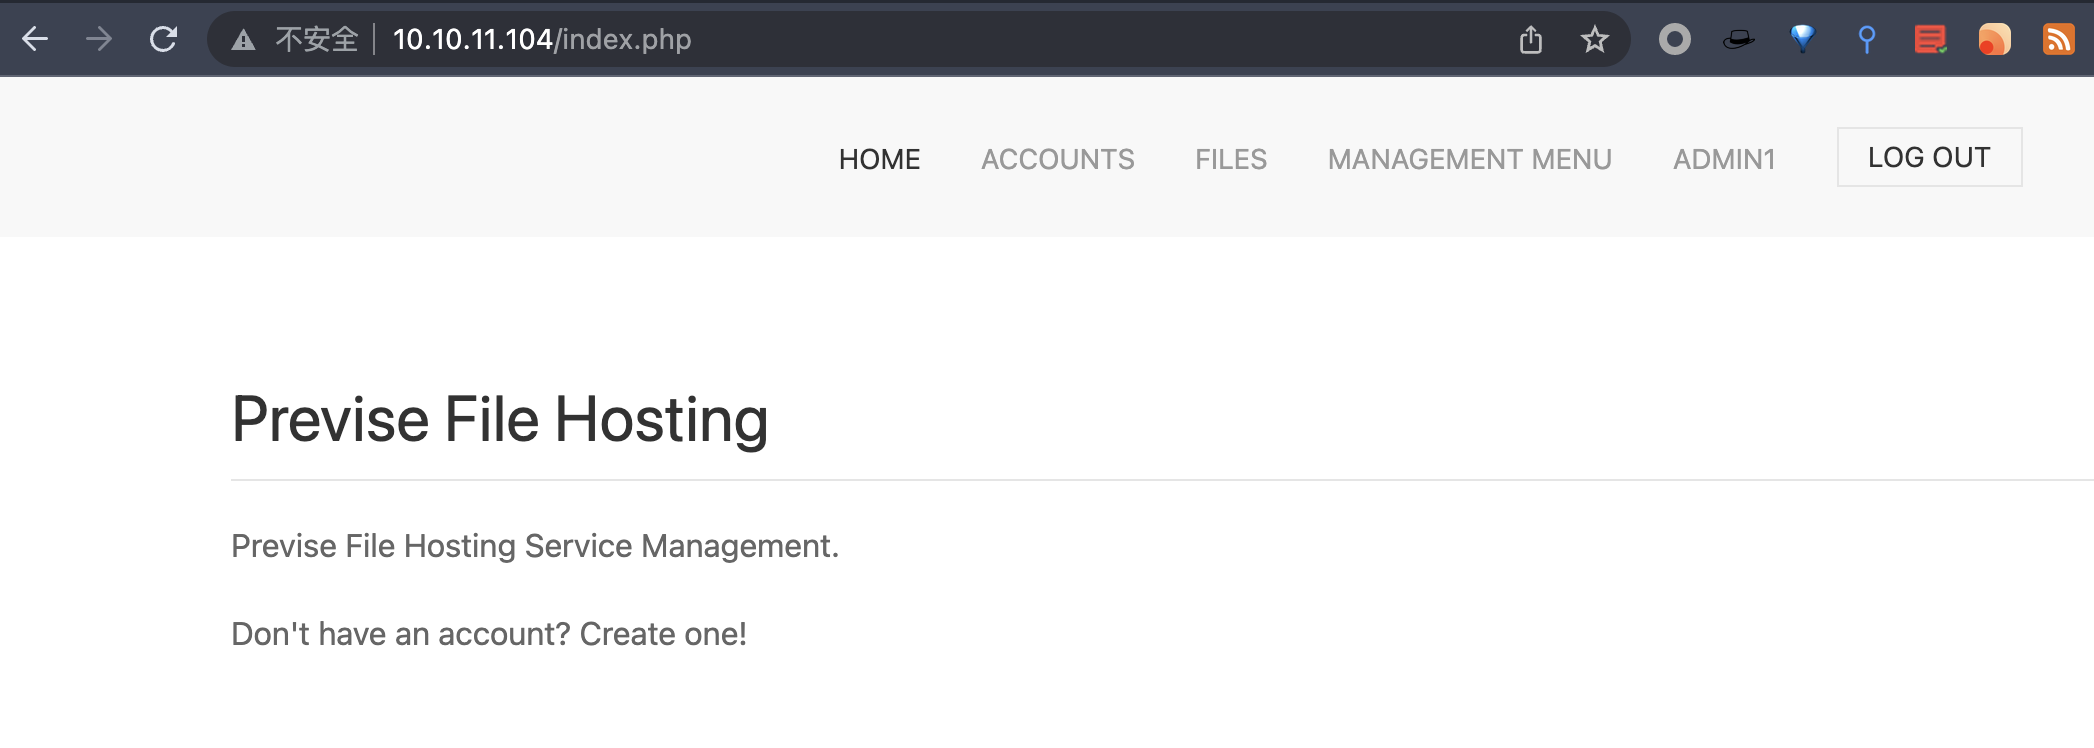 不安全 10.10.11.104/index.php
HOME ACCOUNTS FILES MANAGEMENT MENU ADMIN1 LOG OUT
Previse File Hosting
Previse File Hosting Service Management.
Don't have an account? Create one!